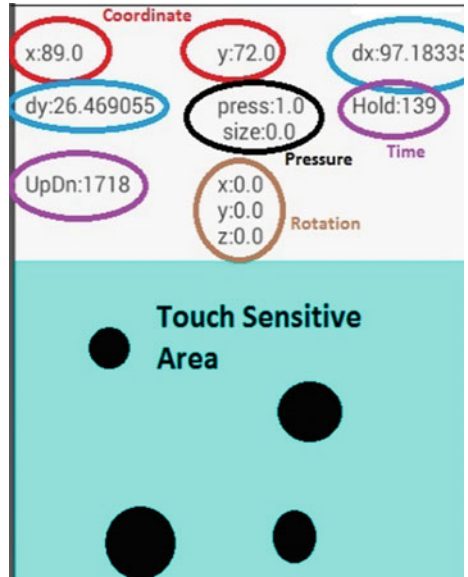 Coordinate
x:89.0 y:72.0 dx:97.18335
dy:26.469055 press:1.0 Hold:139
size:0.0
Pressure Time
UpDn:1718 x:0.0
y:0.0 Rotation
z:0.0
Touch Sensitive
Area